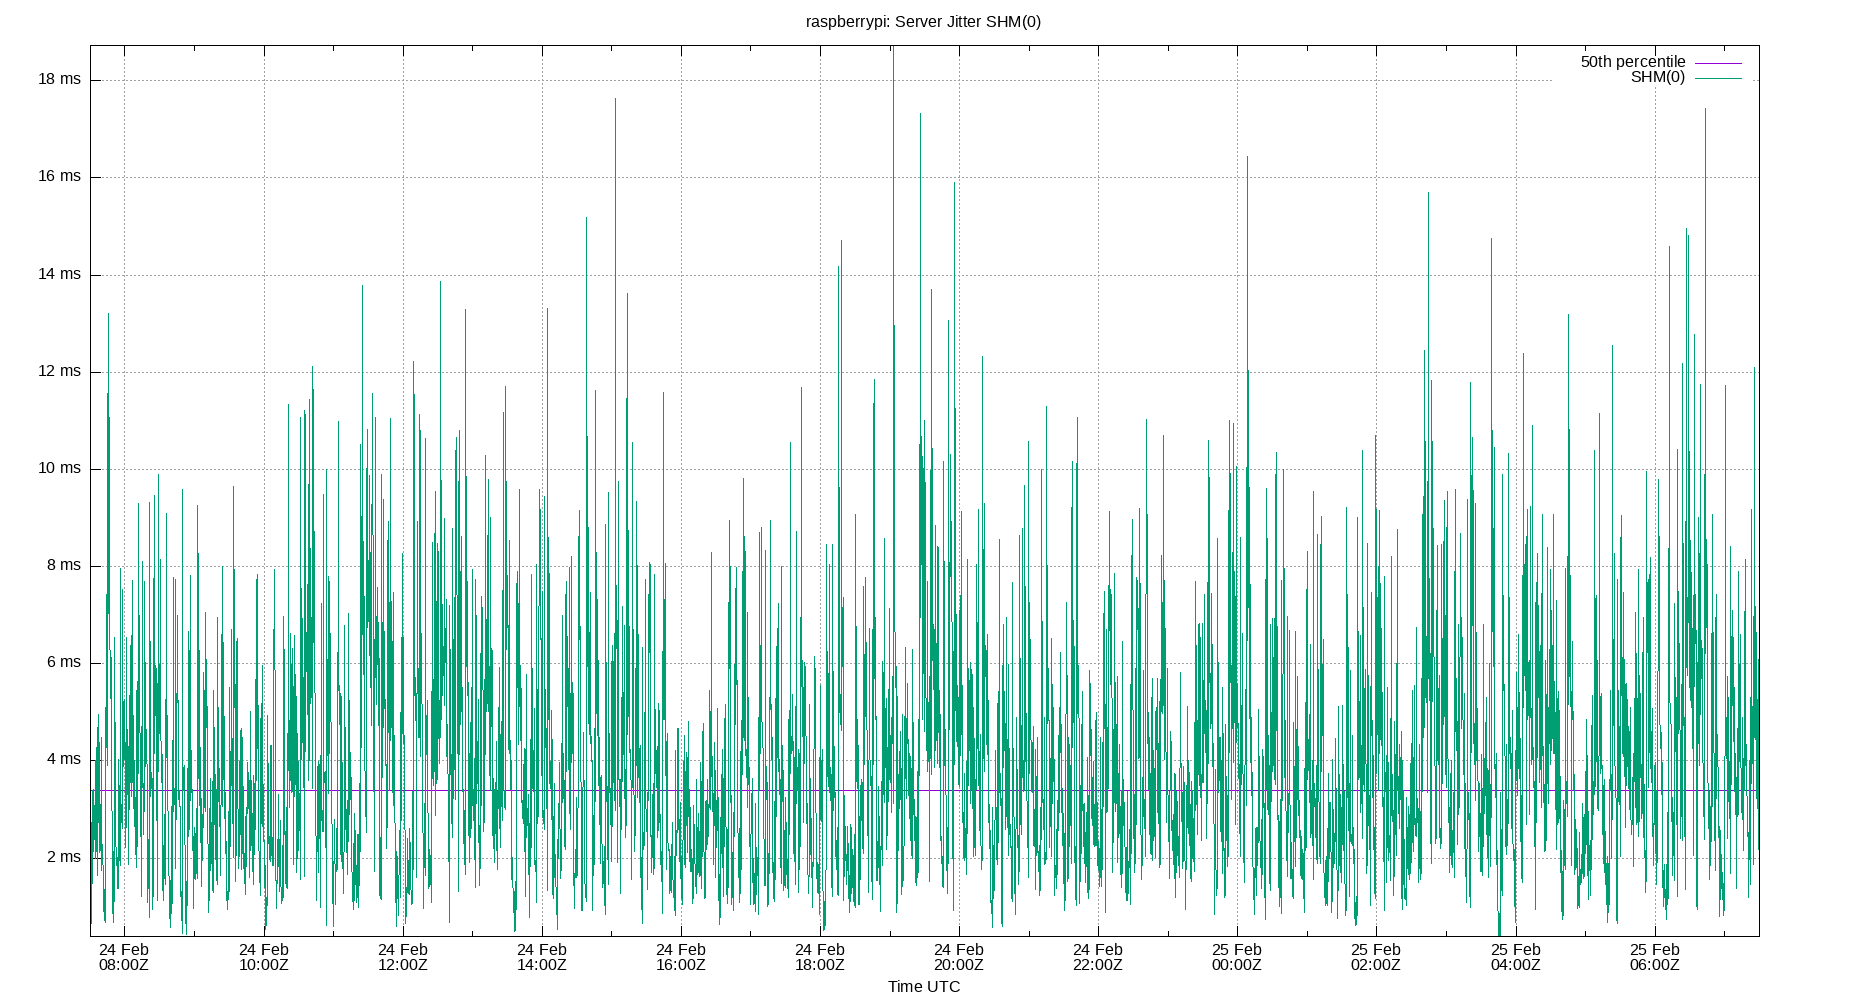 raspberrypi: Server Jitter SHM(0)
50th percentile
SHM(0)
18 ms
16 ms
14 ms
12 ms
10 ms
8 ms
6 ms
4 ms
2 ms
24 Feb 24 Feb 24 Feb 24 Feb 24 Feb 24 Feb 24 Feb 24 Feb 25 Feb 25 Feb 25 Feb 25 Feb
08:00Z 10:00Z 12:00Z 14:00Z 16:00Z 18:00Z 20:00Z 22:00Z 00:00Z 02:00Z 04:00Z 06:00Z
Time UTC